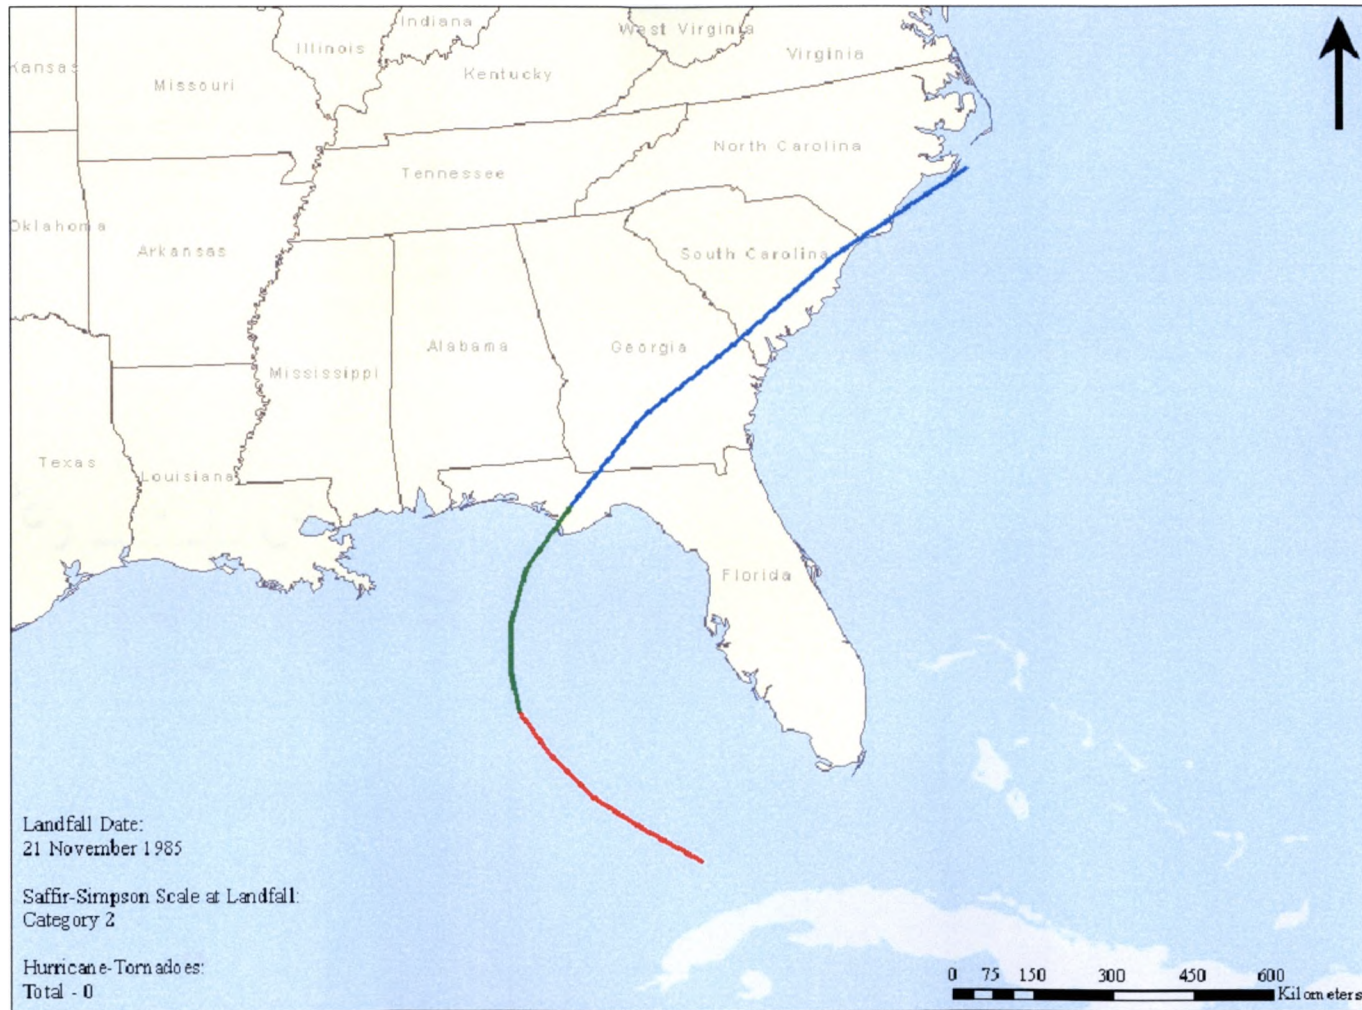 Indiana
West Virginia
Illinois
Virginia
Kansas
Kentucky
Missouri
North Carolina
Tennessee
Oklahoma
Arkansas
South Carolina
Alabama
Georgia
Mississippi
Texas
Louisiana
Florida
Landfall Date:
21 November 1985
Saffir-Simpson Scale at Landfall:
Category 2
Hurricane-Tornadoes:
Total - 0
0 75 150 300 450 600
Kilometers